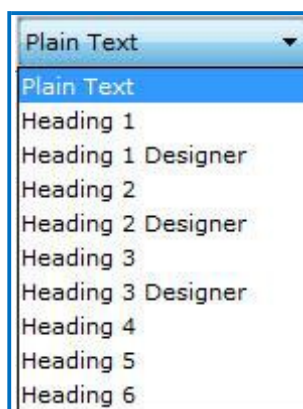 Plain Text
Plain Text
Heading 1
Heading 1 Designer
Heading 2
Heading 2 Designer
Heading 3
Heading 3 Designer
Heading 4
Heading 5
Heading 6